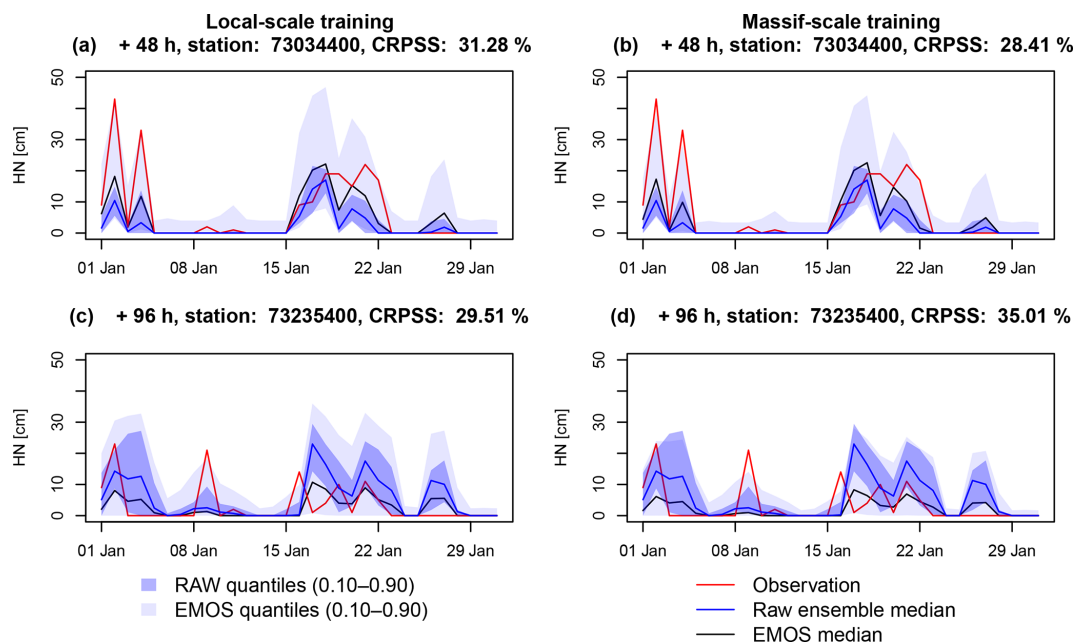 Local-scale training
Massif-scale training
(a) + 48 h, station: 73034400, CRPSS: 31.28 %
(b) + 48 h, station: 73034400, CRPSS: 28.41 %
HN [cm]
50
30
10
0
01 Jan 08 Jan 15 Jan 22 Jan 29 Jan
HN [cm]
50
30
10
0
01 Jan 08 Jan 15 Jan 22 Jan 29 Jan
(c) + 96 h, station: 73235400, CRPSS: 29.51 %
(d) + 96 h, station: 73235400, CRPSS: 35.01 %
HN [cm]
50
30
10
0
01 Jan 08 Jan 15 Jan 22 Jan 29 Jan
HN [cm]
50
30
10
0
01 Jan 08 Jan 15 Jan 22 Jan 29 Jan
RAW quantiles (0.10–0.90)
EMOS quantiles (0.10–0.90)
Observation
Raw ensemble median
EMOS median